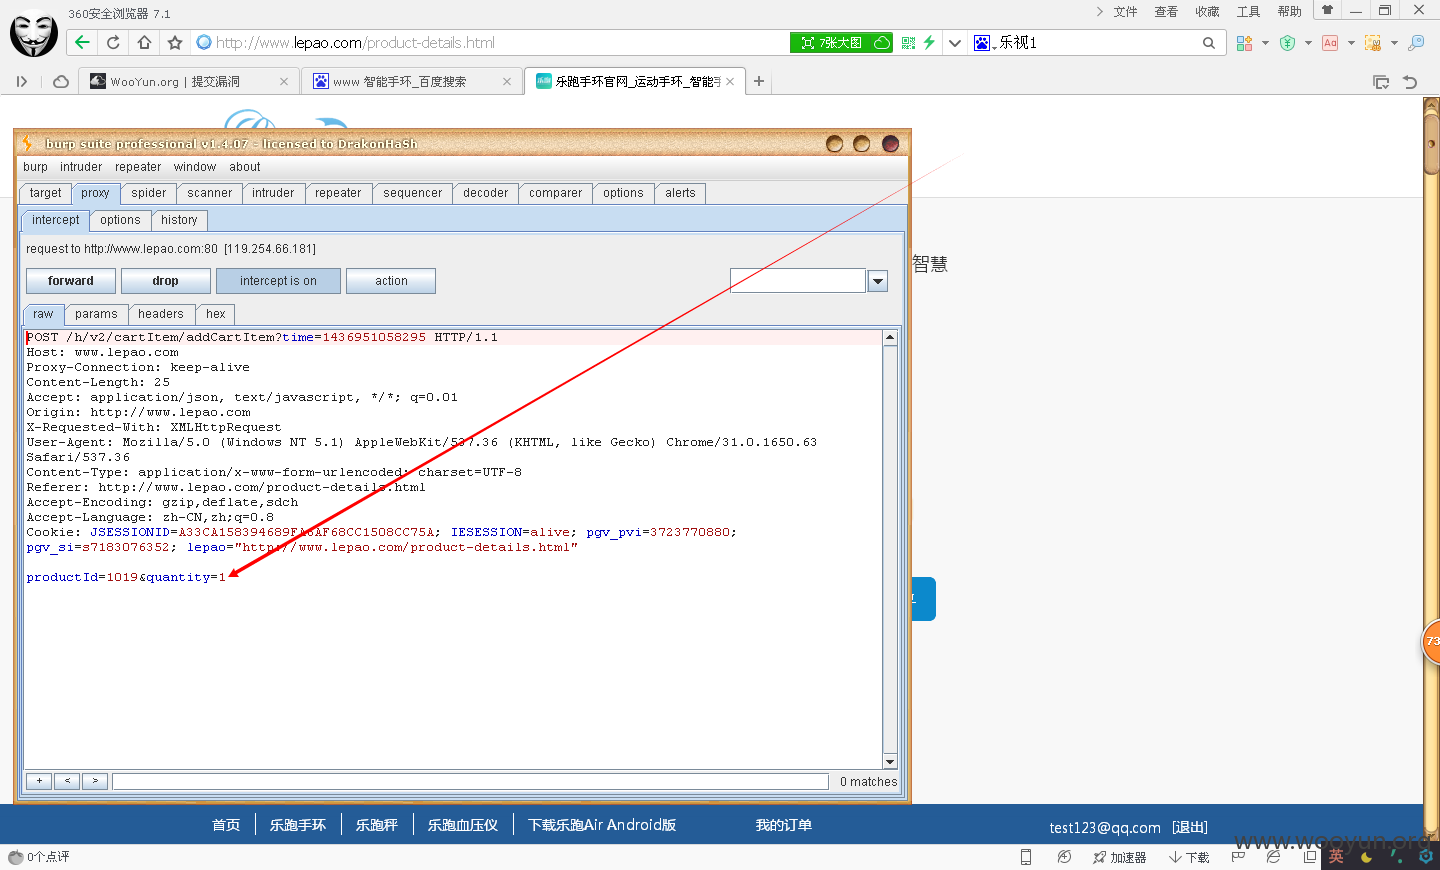 360安全浏览器 7.1
文件 查看 收藏 工具 帮助
http://www.lepao.com/product-details.html
7张大图
乐视1
WooYun.org | 提交漏洞
www 智能手环_百度搜索
乐跑手环官网_运动手环_智能手
burp suite professional v1.4.07 - licensed to DrakonHaSh
burp intruder repeater window about
target proxy spider scanner intruder repeater sequencer decoder comparer options alerts
intercept options history
request to http://www.lepao.com:80 [119.254.66.181]
forward drop intercept is on action
智慧
raw params headers hex
POST /h/v2/cartItem/addCartItem?time=1436951058295 HTTP/1.1
Host: www.lepao.com
Proxy-Connection: keep-alive
Content-Length: 25
Accept: application/json, text/javascript, */*; q=0.01
Origin: http://www.lepao.com
X-Requested-With: XMLHttpRequest
User-Agent: Mozilla/5.0 (Windows NT 5.1) AppleWebKit/537.36 (KHTML, like Gecko) Chrome/31.0.1650.63
Safari/537.36
Content-Type: application/x-www-form-urlencoded; charset=UTF-8
Referer: http://www.lepao.com/product-details.html
Accept-Encoding: gzip,deflate,sdch
Accept-Language: zh-CN,zh;q=0.8
Cookie: JSESSIONID=A33CA158394689FA6AF68CC1508CC75A; IESESSION=alive; pgv_pvi=3723770880;
pgv_si=s7183076352; lepao="http://www.lepao.com/product-details.html"
productId=1019&quantity=1
73
+ < > 0 matches
首页 乐跑手环 乐跑秤 乐跑血压仪 下载乐跑Air Android版 我的订单 test123@qq.com [退出]
www.wooyun.org
0个点评 加速器 下载 英